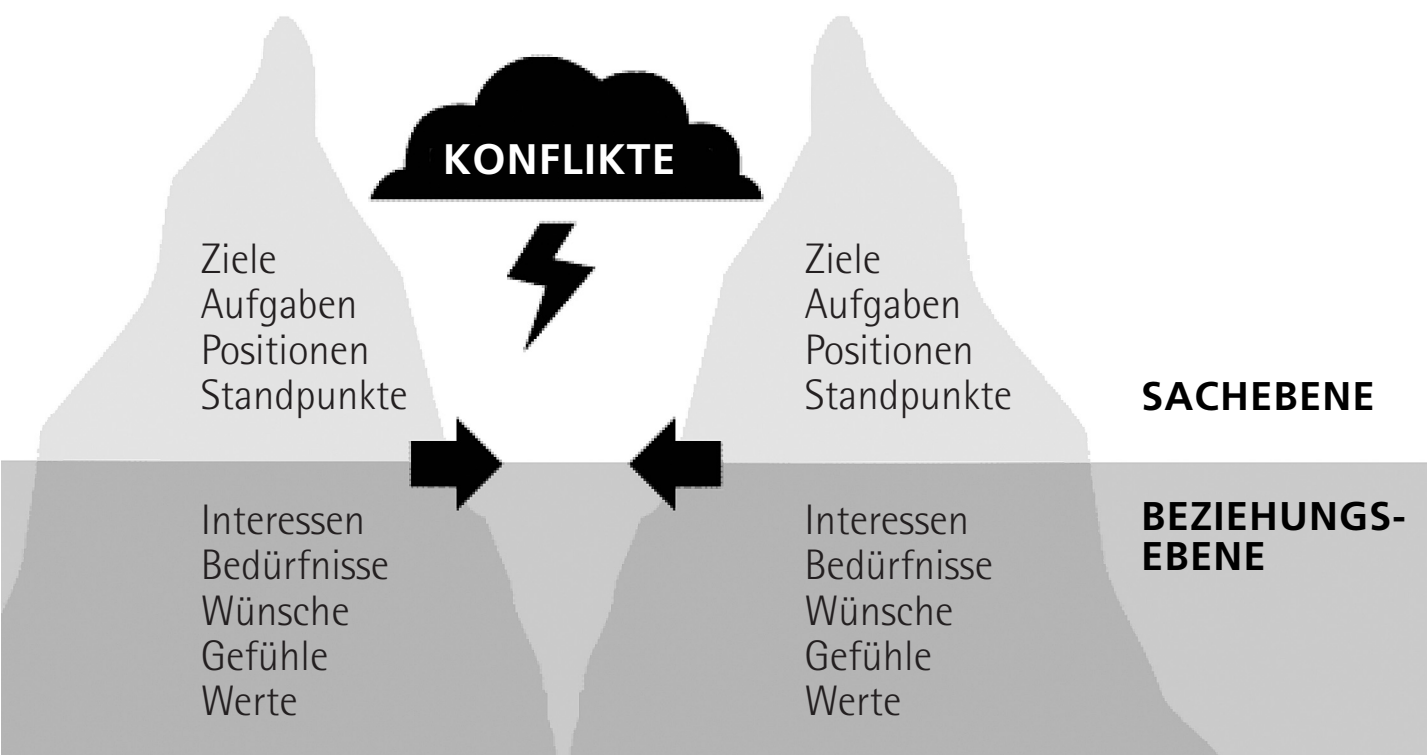 KONFLIKTE
Ziele
Aufgaben
Positionen
Standpunkte
Interessen
Bedürfnisse
Wünsche
Gefühle
Werte
Ziele
Aufgaben
Positionen
Standpunkte
Interessen
Bedürfnisse
Wünsche
Gefühle
Werte
SACHEBENE
BEZIEHUNGS-
EBENE